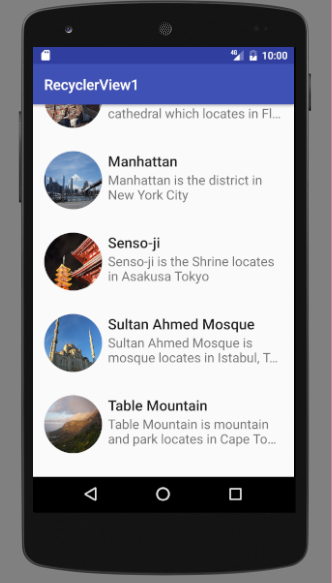 4G 10:00
RecyclerView1
cathedral which locates in Fl...
Manhattan
Manhattan is the district in
New York City
Senso-ji
Senso-ji is the Shrine locates
in Asakusa Tokyo
Sultan Ahmed Mosque
Sultan Ahmed Mosque is
mosque locates in Istabul, T...
Table Mountain
Table Mountain is mountain
and park locates in Cape To...